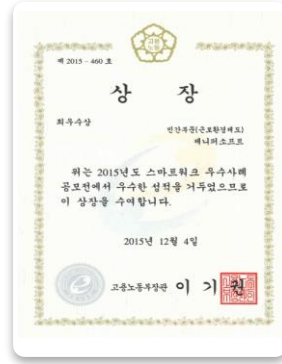 제 2015 - 460 호
상 장
최우수상
민간부문(근로환경제도)
매니저소프트
위는 2015년도 스마트워크 우수사례
공모전에서 우수한 성적을 거두었으므로
이 상장을 수여합니다.
2015년 12월 4일
고용노동부장관 이 기 권